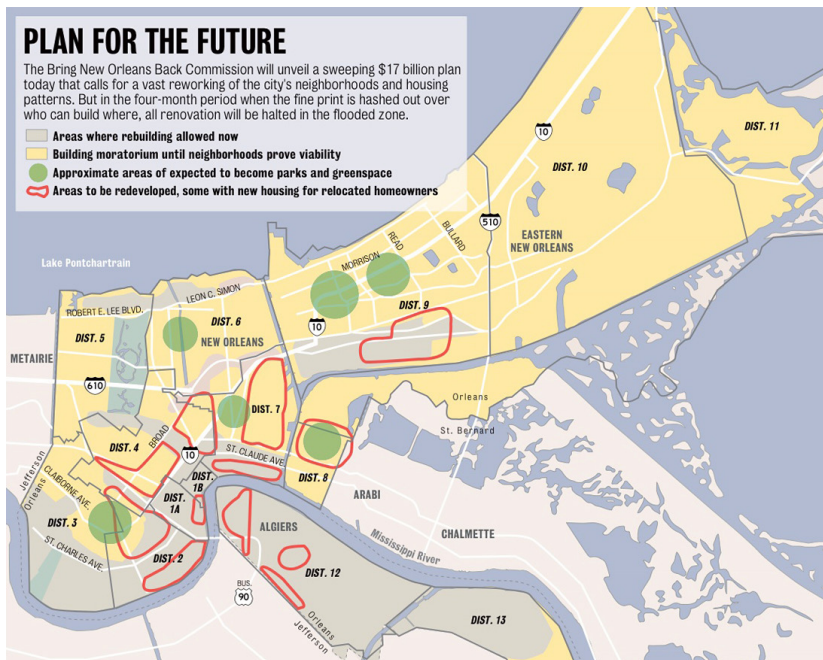 PLAN FOR THE FUTURE
The Bring New Orleans Back Commission will unveil a sweeping $17 billion plan
today that calls for a vast reworking of the city's neighborhoods and housing
patterns. But in the four-month period when the fine print is hashed out over
who can build where, all renovation will be halted in the flooded zone.
Areas where rebuilding allowed now
Building moratorium until neighborhoods prove viability
Approximate areas of expected to become parks and greenspace
Areas to be redeveloped, some with new housing for relocated homeowners
10
DIST. 11
DIST. 10
510
EASTERN
NEW ORLEANS
BULLARD
READ
MORRISON
Lake Pontchartrain
LEON C. SIMON
ROBERT E. LEE BLVD.
DIST. 9
DIST. 6
10
DIST. 5
NEW ORLEANS
METAIRIE
610
Orleans
St. Bernard
DIST. 7
BROAD
DIST. 4
10
ST. CLAUDE AVE.
Jefferson
Orleans
CLAIBORNE AVE.
DIST.
1B
DIST. 8
DIST.
1A
ARABI
DIST. 3
ALGIERS
Mississippi River
CHALMETTE
ST. CHARLES AVE.
DIST. 2
DIST. 12
BUS.
90
Orleans
Jefferson
DIST. 13